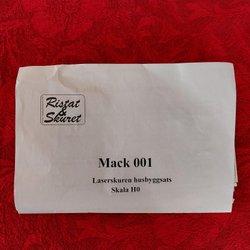 Ristat
&
Skuret
Mack 001
Laserskuren husbyggsats
Skala H0